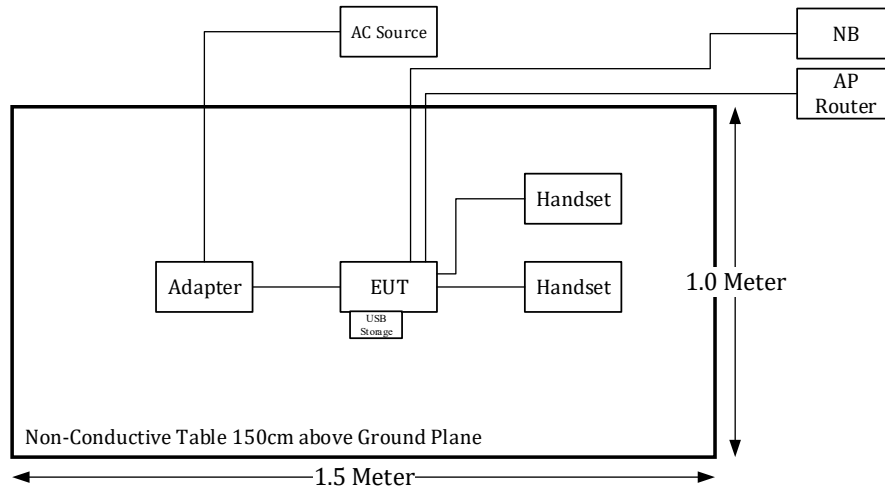 AC Source
NB
AP
Router
Handset
Adapter
EUT
Handset
1.0 Meter
USB
Storage
Non-Conductive Table 150cm above Ground Plane
1.5 Meter